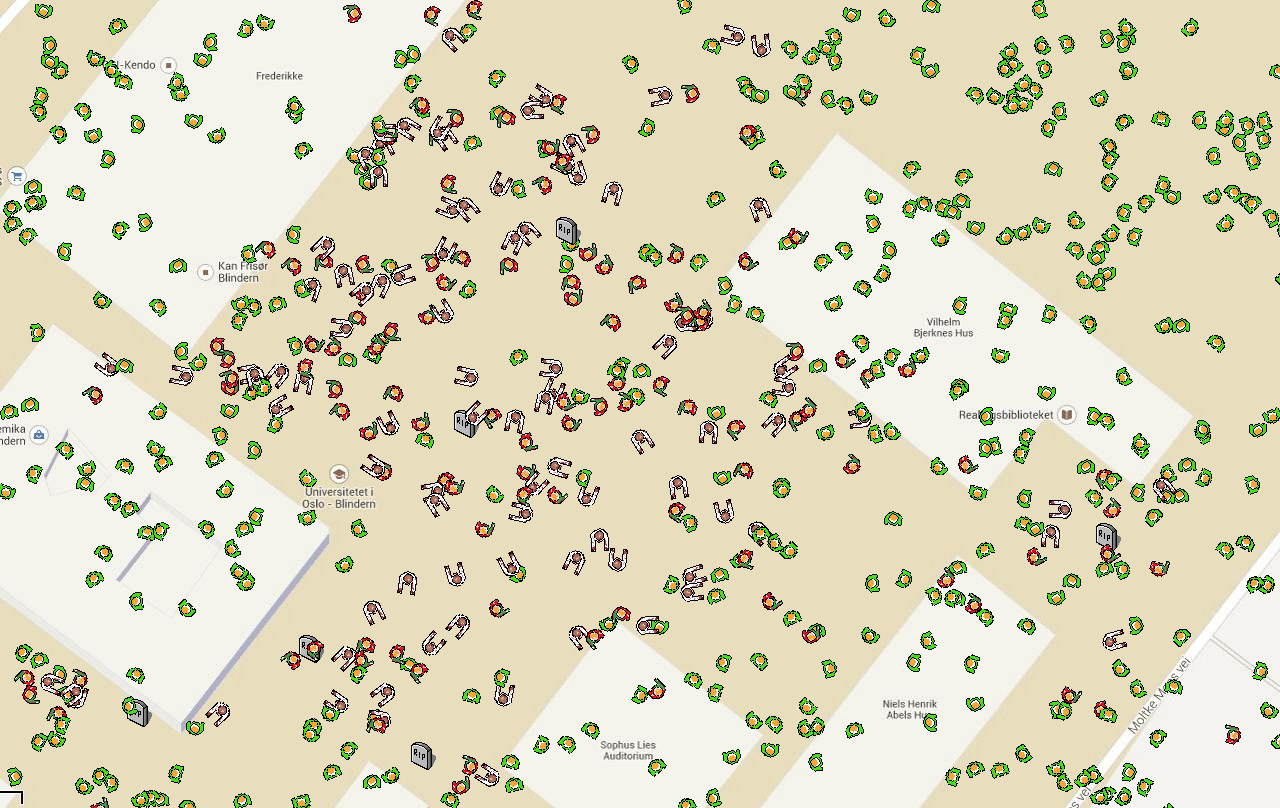 Frederikke
-Kendo
Kan Frisør
Blindern
RIP
Vilhelm
Bjerknes Hus
Universitetet i
Oslo - Blindern
RIP
RIP
RIP
Niels Henrik
Abels Hus
Moltke Moes vei
Sophus Lies
Auditorium
RIP